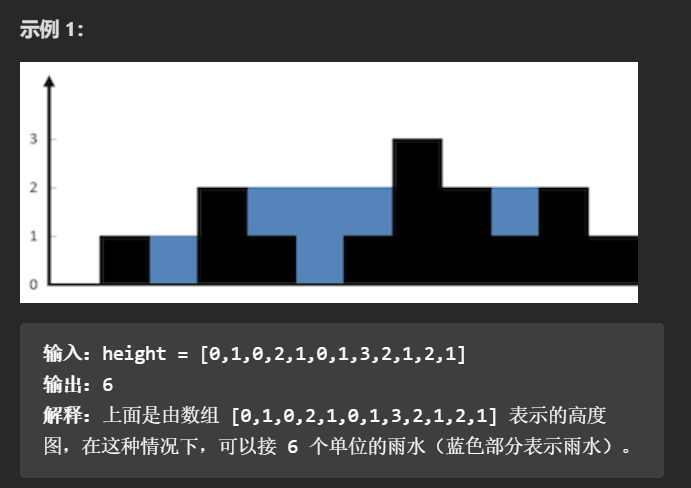 示例 1：
3
2
1
0
输入：height = [0,1,0,2,1,0,1,3,2,1,2,1]
输出：6
解释：上面是由数组 [0,1,0,2,1,0,1,3,2,1,2,1] 表示的高度
图，在这种情况下，可以接 6 个单位的雨水（蓝色部分表示雨水）。